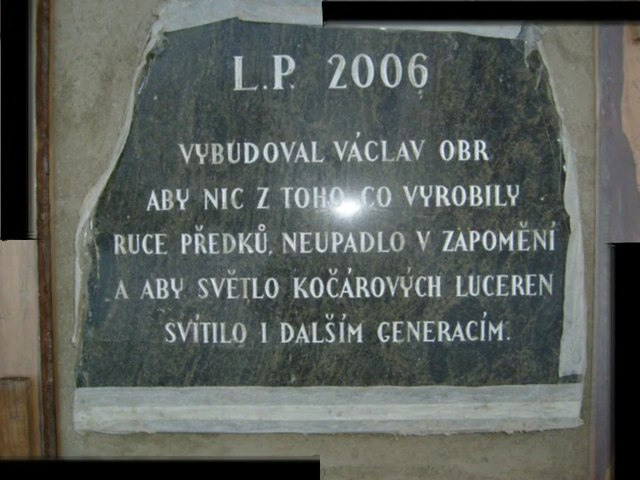 L.P. 2006
VYBUDOVAL VÁCLAV OBR
ABY NIC Z TOHO, CO VYROBILY
RUCE PŘEDKŮ, NEUPADLO V ZAPOMĚNÍ
A ABY SVĚTLO KOČÁROVÝCH LUCEREN
SVÍTILO I DALŠÍM GENERACÍM.